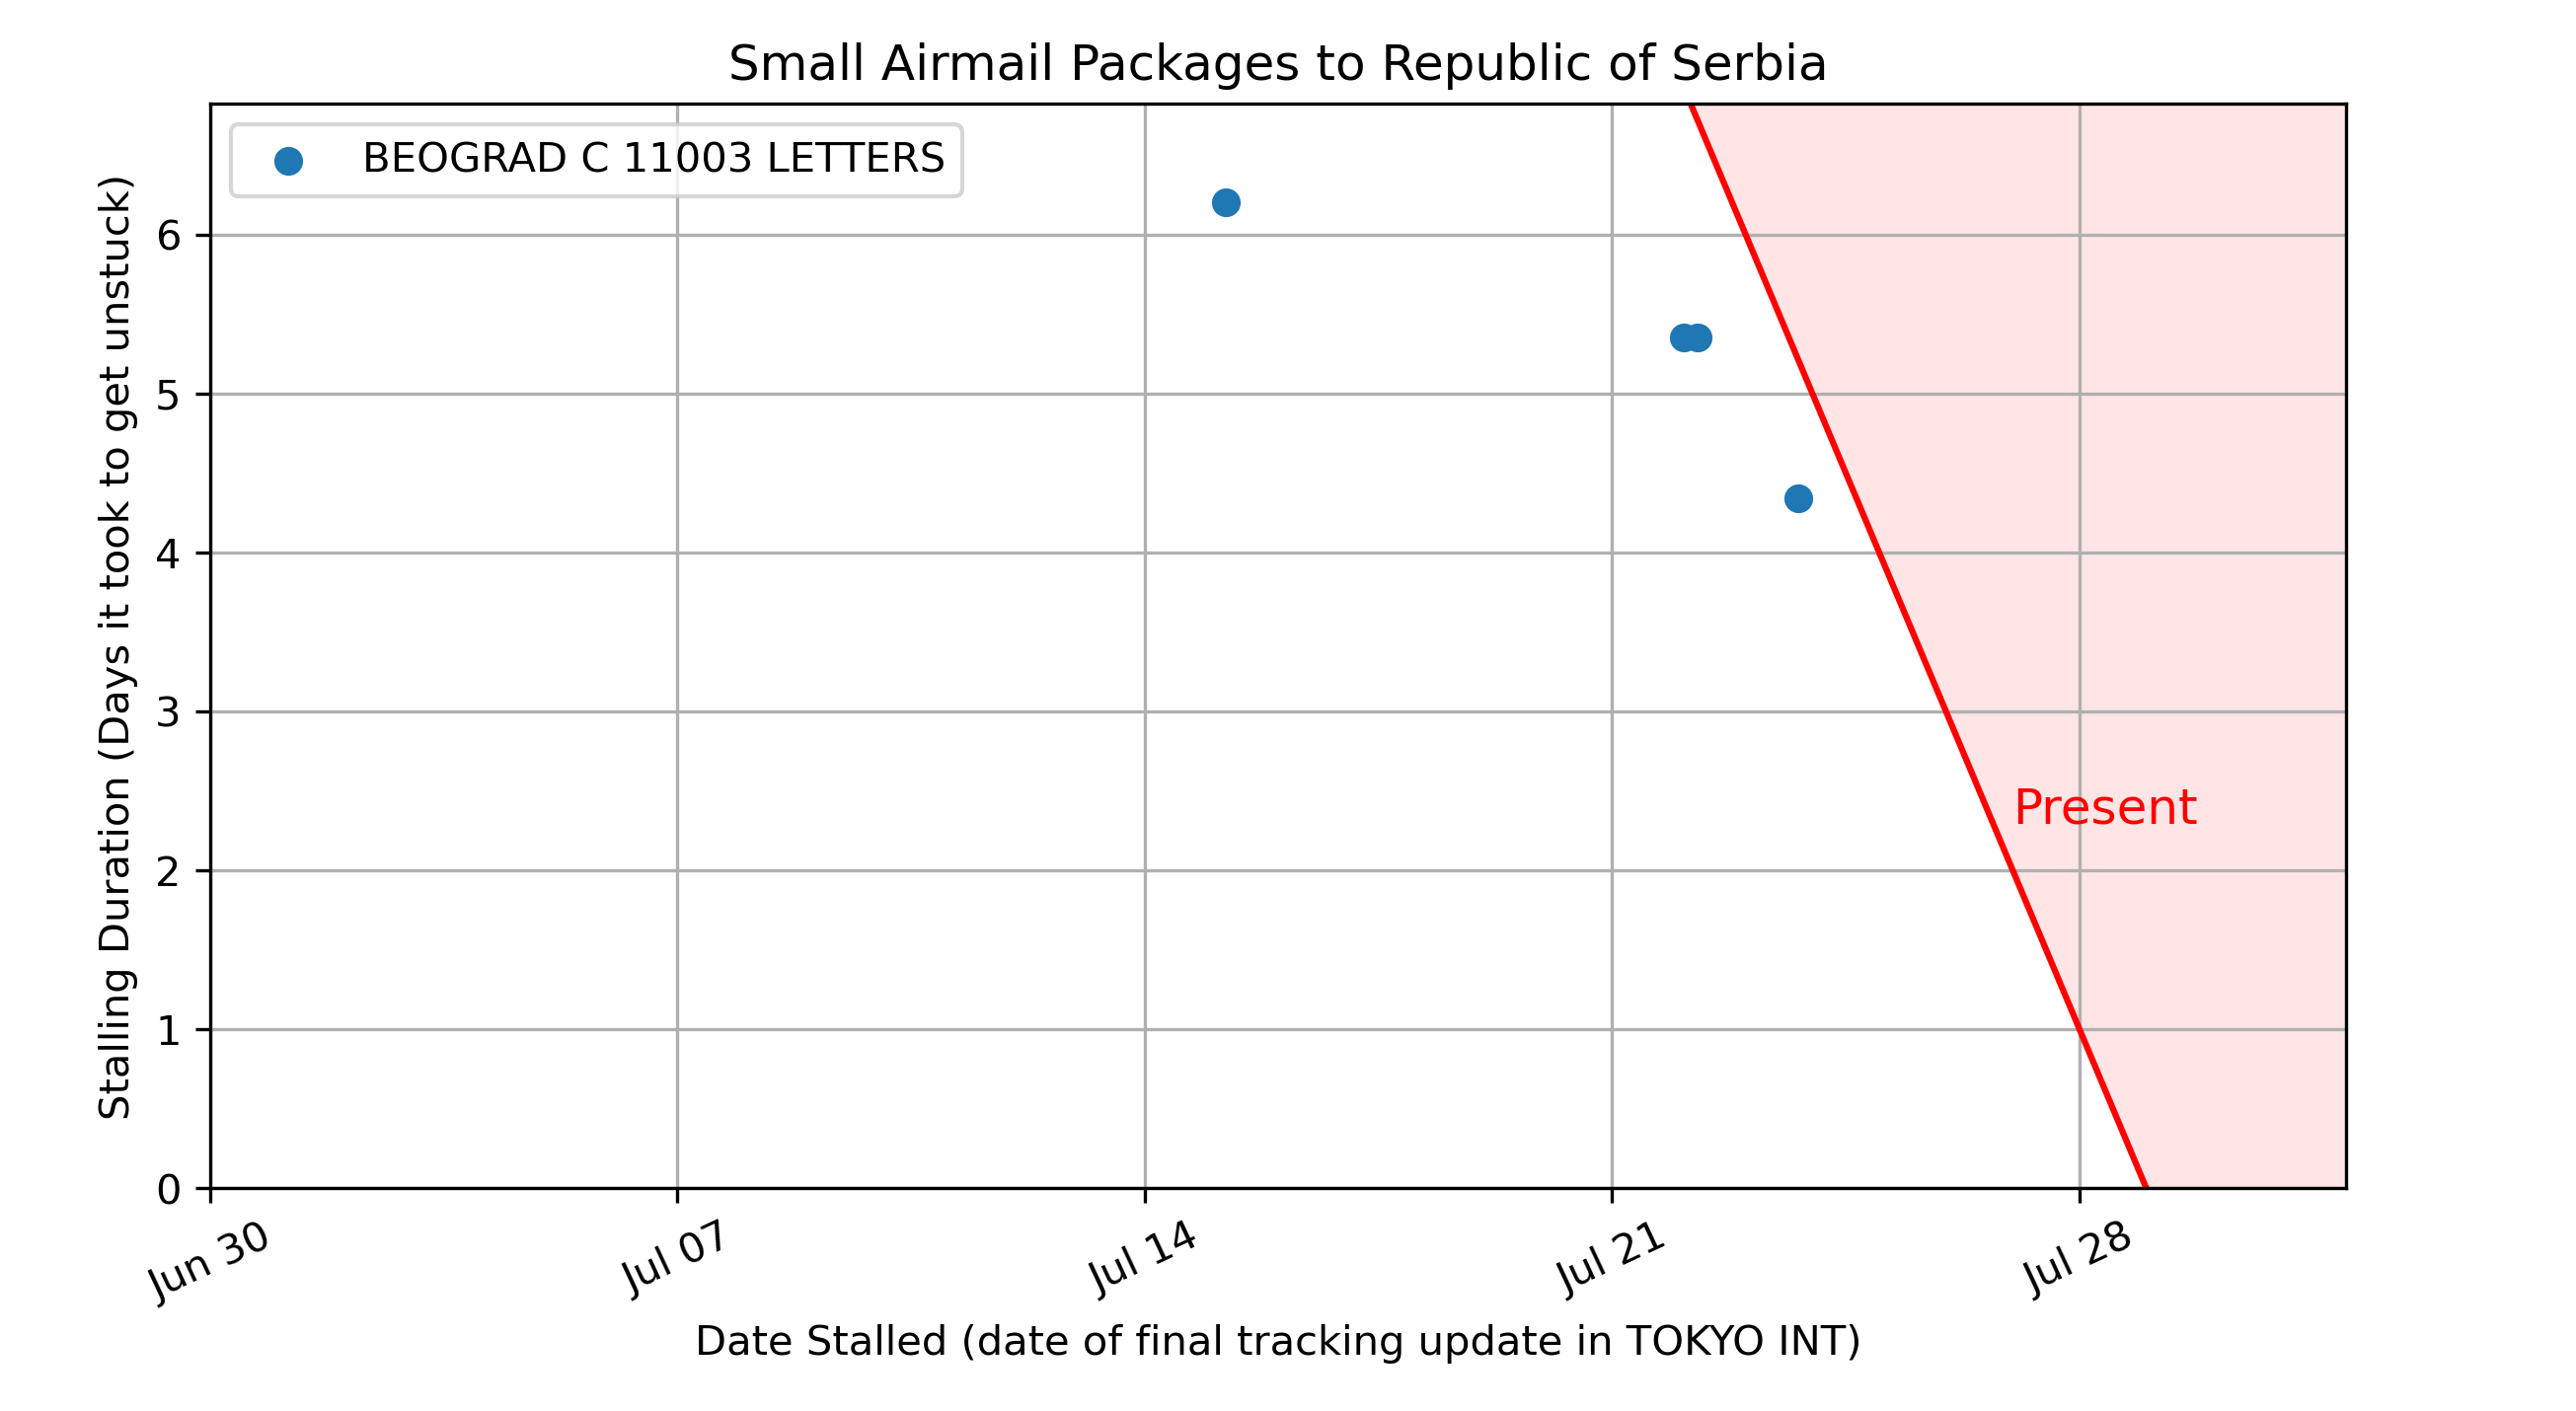 Small Airmail Packages to Republic of Serbia
BEOGRAD C 11003 LETTERS
Stalling Duration (Days it took to get unstuck)
6
5
4
3
2
1
0
Present
Jun 30
Jul 07
Jul 14
Jul 21
Jul 28
Date Stalled (date of final tracking update in TOKYO INT)